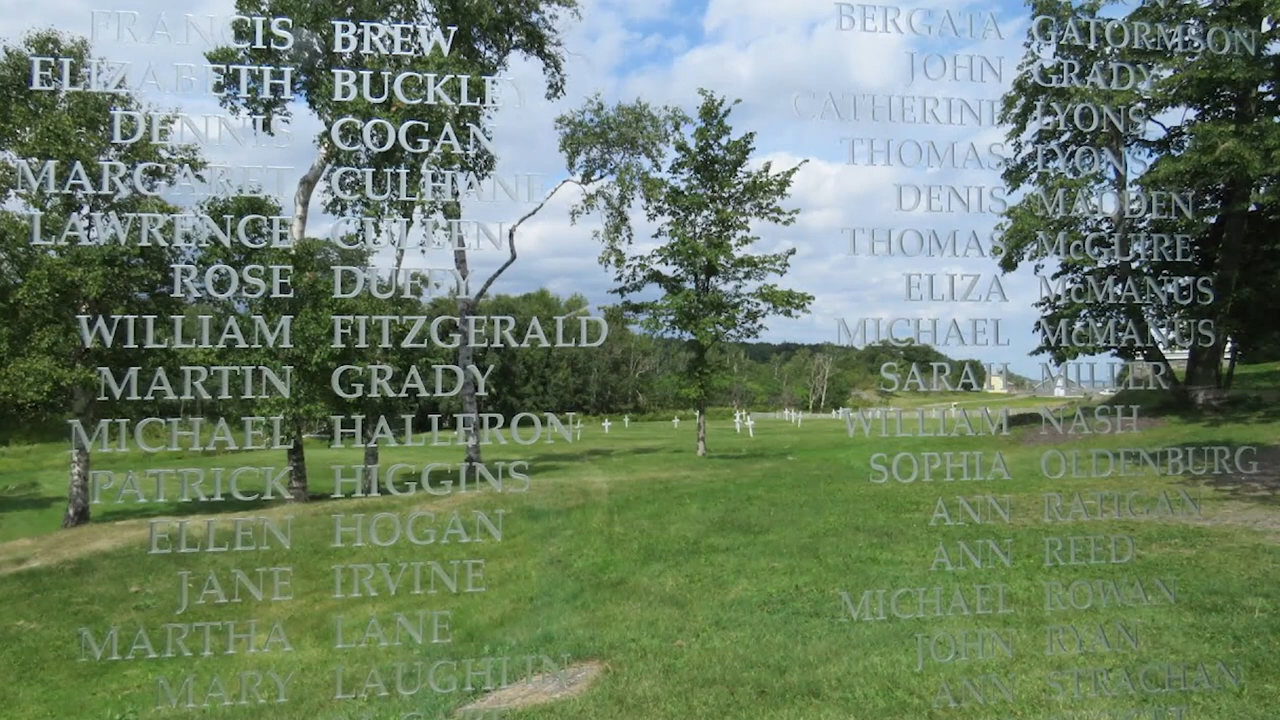 FRANCIS BREW
ELIZABETH BUCKLEY
DENNIS COGAN
MARGARET CULHANE
LAWRENCE CULLEN
ROSE DUFFY
WILLIAM FITZGERALD
MARTIN GRADY
MICHAEL HALLERON
PATRICK HIGGINS
ELLEN HOGAN
JANE IRVINE
MARTHA LANE
MARY LAUGHLIN
BERGATA GATORMSON
JOHN GRADY
CATHERINE LYONS
THOMAS LYONS
DENIS MADDEN
THOMAS McGUIRE
ELIZA McMANUS
MICHAEL McMANUS
SARAH MILLER
WILLIAM NASH
SOPHIA OLDENBURG
ANN RATIGAN
ANN REED
MICHAEL ROWAN
JOHN RYAN
ANN STRACHAN